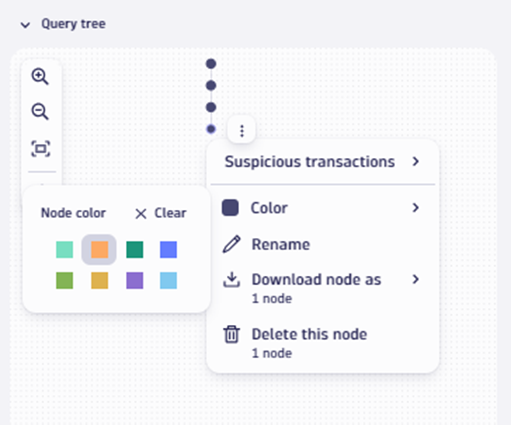 Query tree
Suspicious transactions
Node color
Clear
Color
Rename
Download node as
1 node
Delete this node
1 node